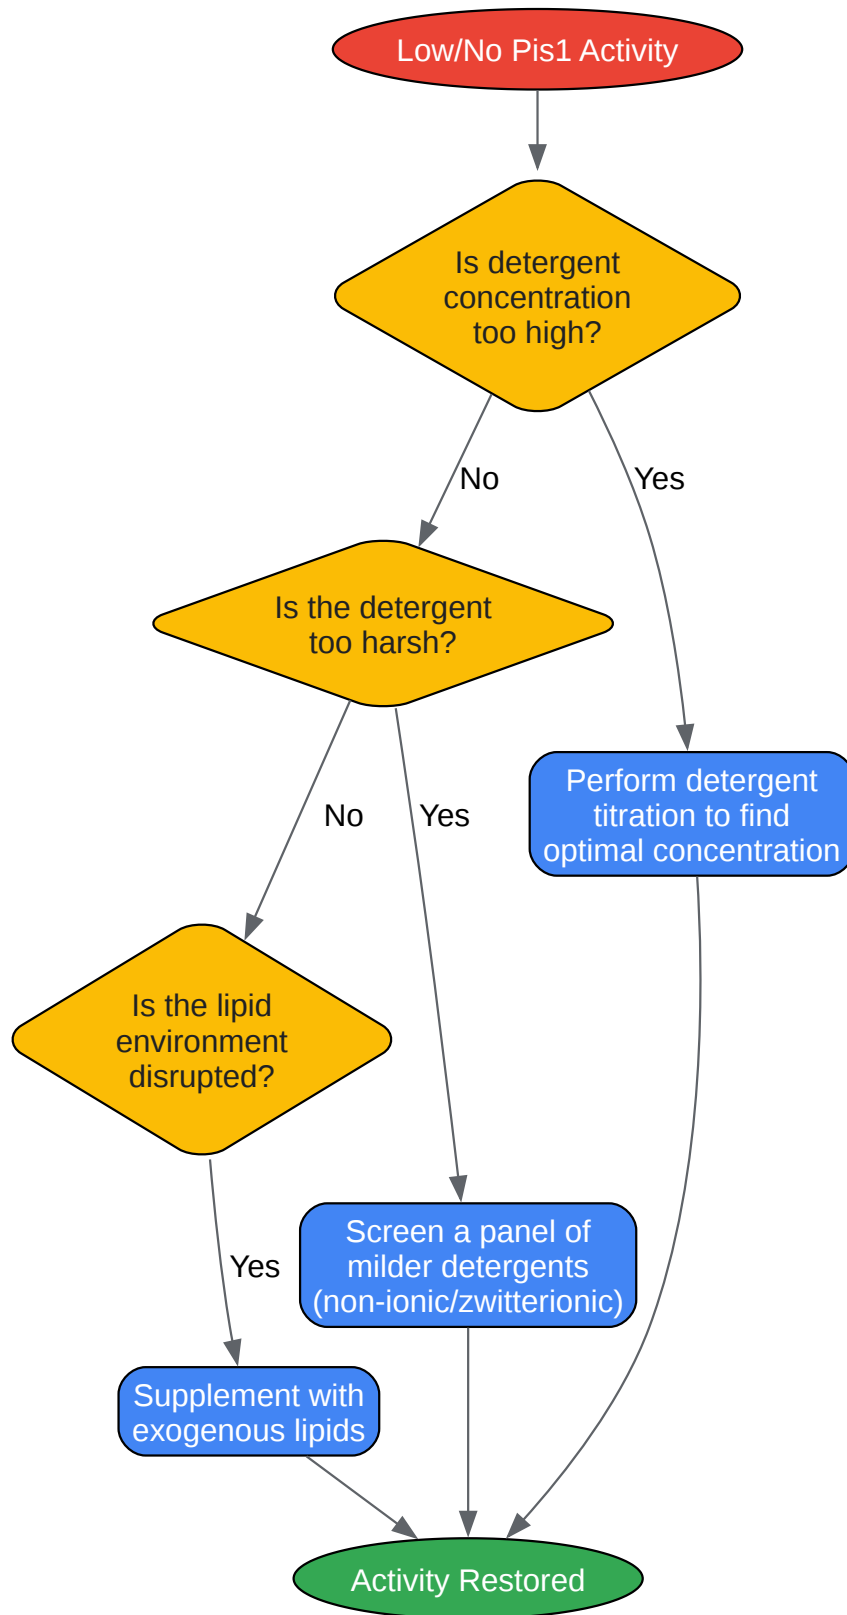 Low/No Pis1 Activity
Is detergent
concentration
too high?
No
Yes
Is the detergent
too harsh?
No
Yes
Perform detergent
titration to find
optimal concentration
Is the lipid
environment
disrupted?
Yes
Screen a panel of
milder detergents
(non-ionic/zwitterionic)
Supplement with
exogenous lipids
Activity Restored